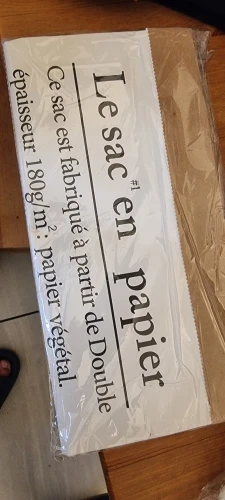 Le sac #1 en papier
Ce sac est fabriqué à partir de Double
épaisseur 180g/m²: papier végétal.